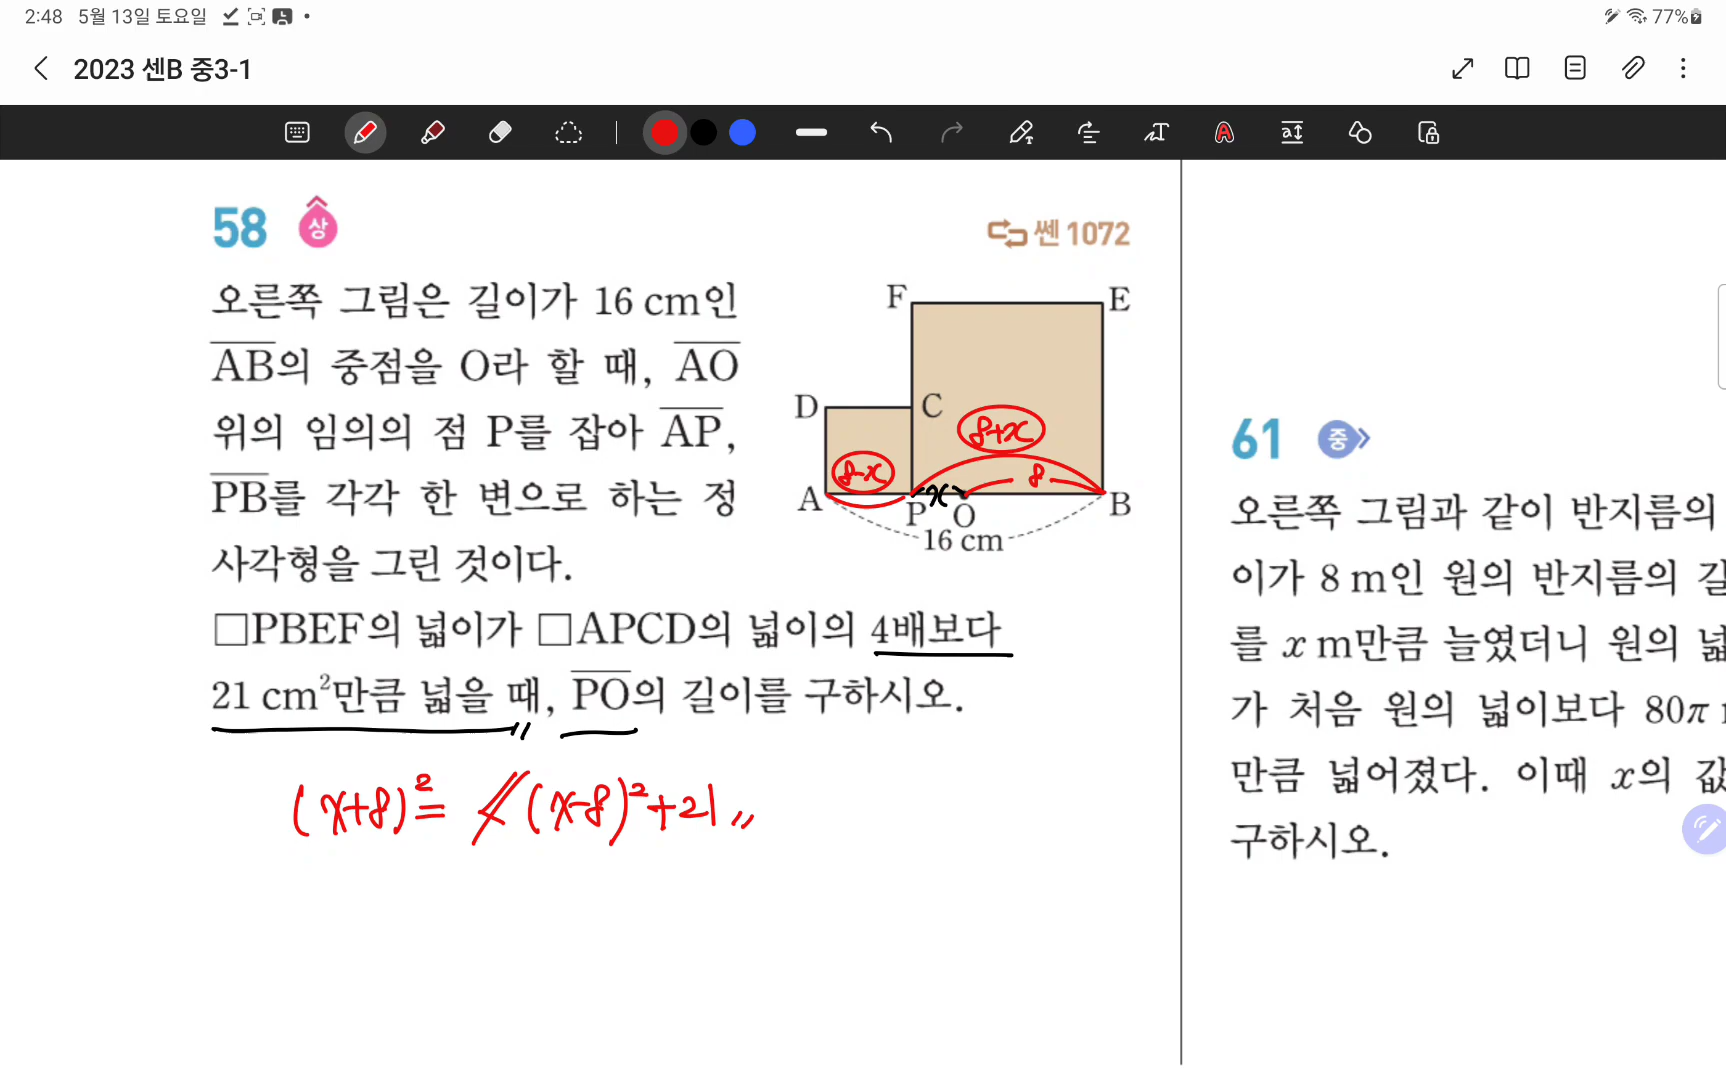 2:48 5월 13일 토요일
77%
2023 센B 중3-1
58 상
쎈 1072
오른쪽 그림은 길이가 16 cm인
AB의 중점을 O라 할 때, AO
위의 임의의 점 P를 잡아 AP,
PB를 각각 한 변으로 하는 정
사각형을 그린 것이다.
□PBEF의 넓이가 □APCD의 넓이의 4배보다
21 cm²만큼 넓을 때, PO의 길이를 구하시오.
F E
D C
8+x
8-x 8
A x B
P O
16 cm
(x+8)²= 4(x-8)²+21
61 중
오른쪽 그림과 같이 반지름의
이가 8 m인 원의 반지름의 길
를 x m만큼 늘였더니 원의 넓
가 처음 원의 넓이보다 80π
만큼 넓어졌다. 이때 x의 값
구하시오.